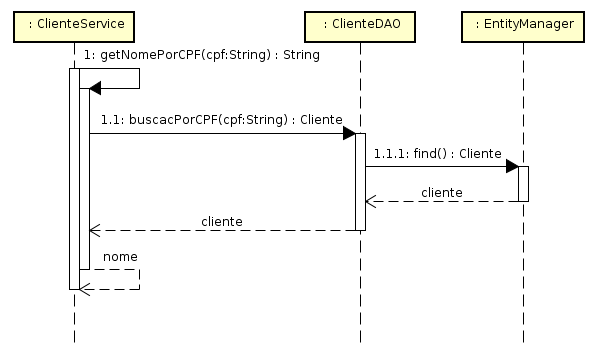 : ClienteService
: ClienteDAO
: EntityManager
1: getNomePorCPF(cpf:String) : String
1.1: buscacPorCPF(cpf:String) : Cliente
1.1.1: find() : Cliente
cliente
cliente
nome